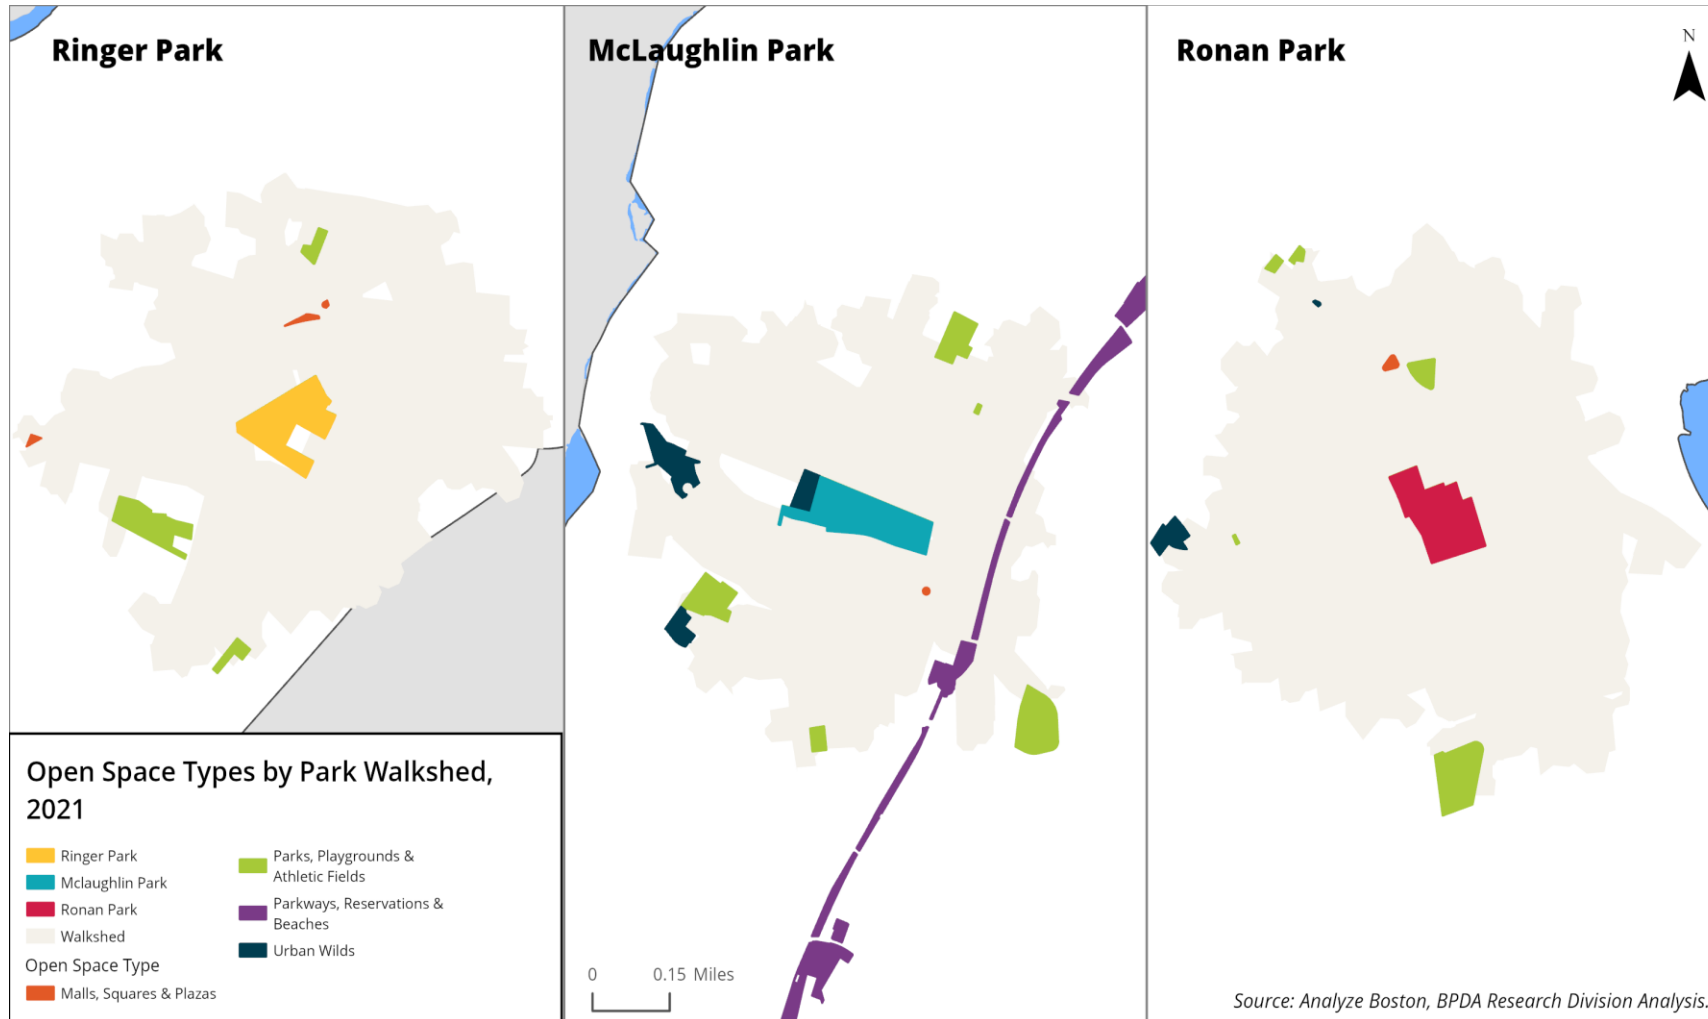 Ringer Park
McLaughlin Park
Ronan Park
N
Open Space Types by Park Walkshed,
2021
Ringer Park
Mclaughlin Park
Ronan Park
Walkshed
Open Space Type
Malls, Squares & Plazas
Parks, Playgrounds &
Athletic Fields
Parkways, Reservations &
Beaches
Urban Wilds
0 0.15 Miles
Source: Analyze Boston, BPDA Research Division Analysis.